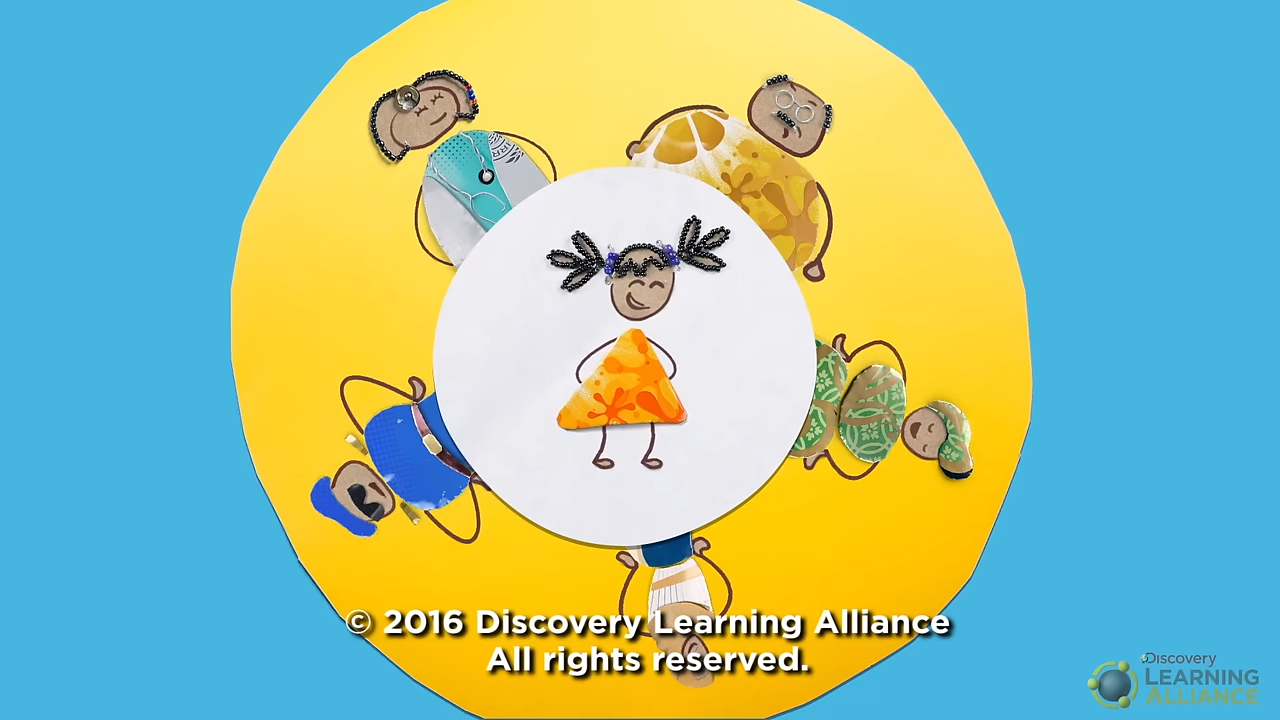 © 2016 Discovery Learning Alliance
All rights reserved.
Discovery
LEARNING
ALLIANCE